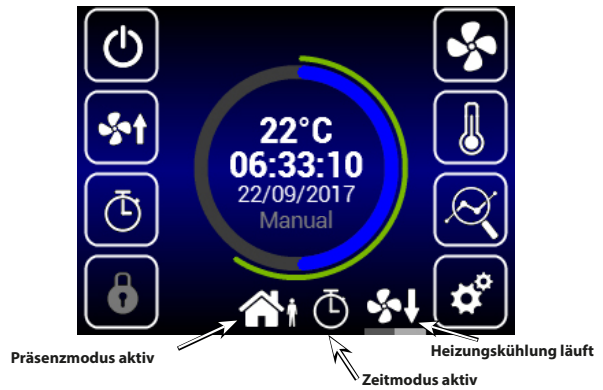 22°C
06:33:10
22/09/2017
Manual
Präsenzmodus aktiv
Heizungskühlung läuft
Zeitmodus aktiv